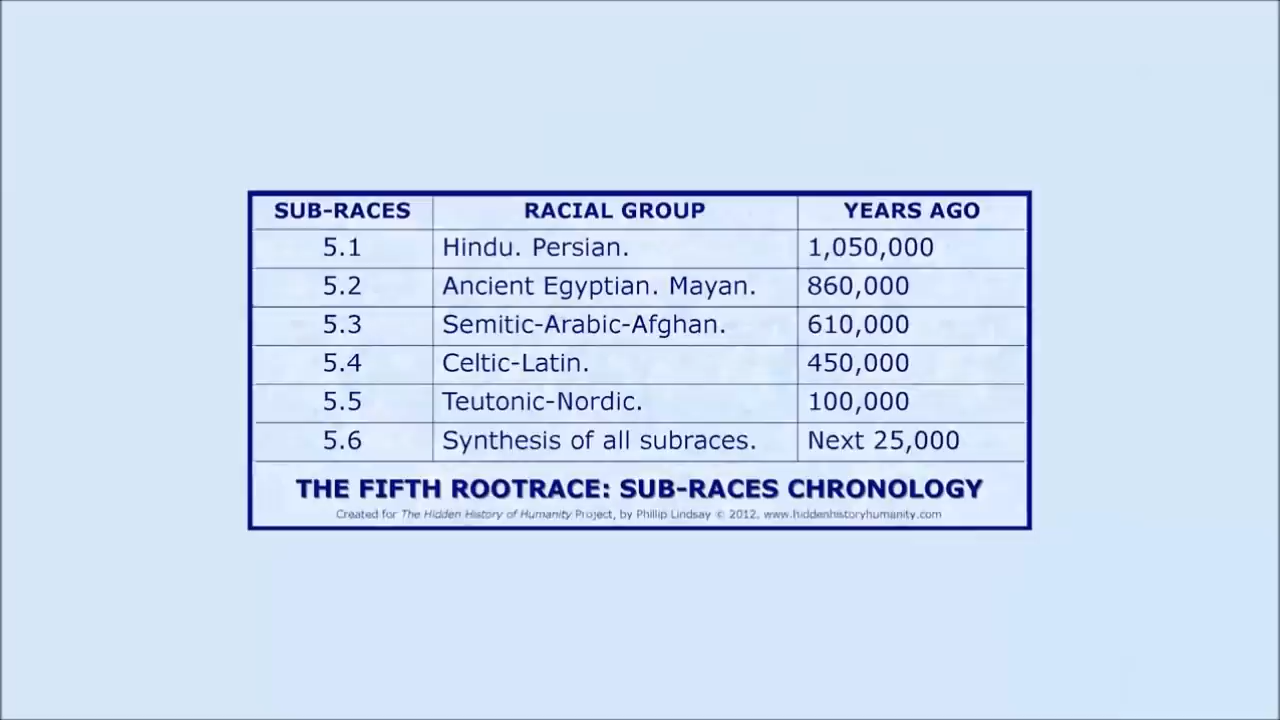 SUB-RACES RACIAL GROUP YEARS AGO
5.1 Hindu. Persian. 1,050,000
5.2 Ancient Egyptian. Mayan. 860,000
5.3 Semitic-Arabic-Afghan. 610,000
5.4 Celtic-Latin. 450,000
5.5 Teutonic-Nordic. 100,000
5.6 Synthesis of all subraces. Next 25,000
THE FIFTH ROOTRACE: SUB-RACES CHRONOLOGY
Created for The Hidden History of Humanity Project, by Phillip Lindsay © 2012, www.hiddenhistoryhumanity.com